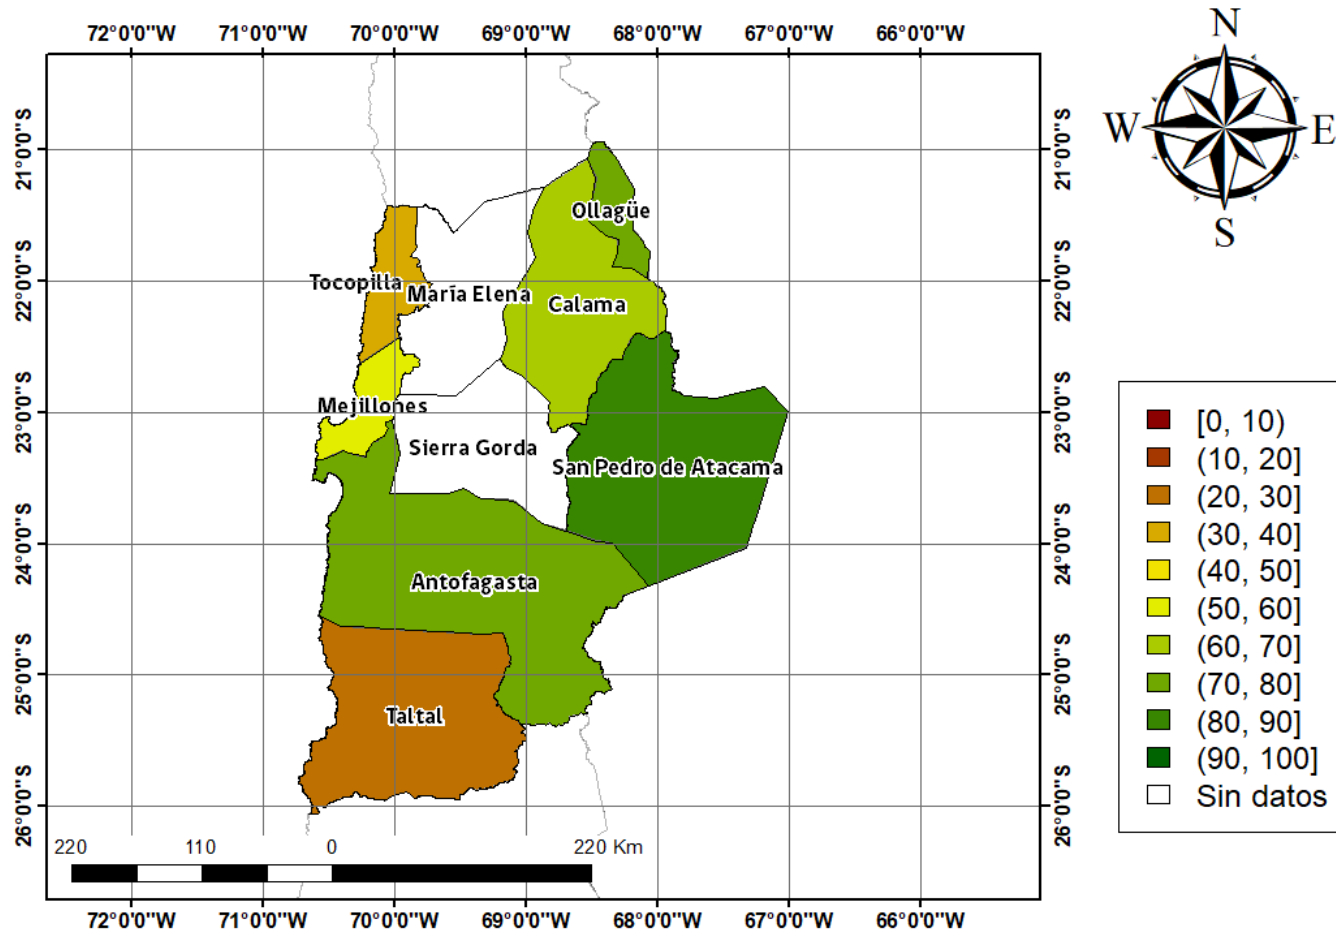 72°0'0"W 71°0'0"W 70°0'0"W 69°0'0"W 68°0'0"W 67°0'0"W 66°0'0"W
N
W E
S
21°0'0"S 21°0'0"S
22°0'0"S 22°0'0"S
23°0'0"S 23°0'0"S
24°0'0"S 24°0'0"S
25°0'0"S 25°0'0"S
26°0'0"S 26°0'0"S
Ollagüe
Tocopilla
María Elena
Calama
Mejillones
Sierra Gorda
San Pedro de Atacama
Antofagasta
Taltal
[0, 10)
(10, 20]
(20, 30]
(30, 40]
(40, 50]
(50, 60]
(60, 70]
(70, 80]
(80, 90]
(90, 100]
Sin datos
220 110 0 220 Km
72°0'0"W 71°0'0"W 70°0'0"W 69°0'0"W 68°0'0"W 67°0'0"W 66°0'0"W